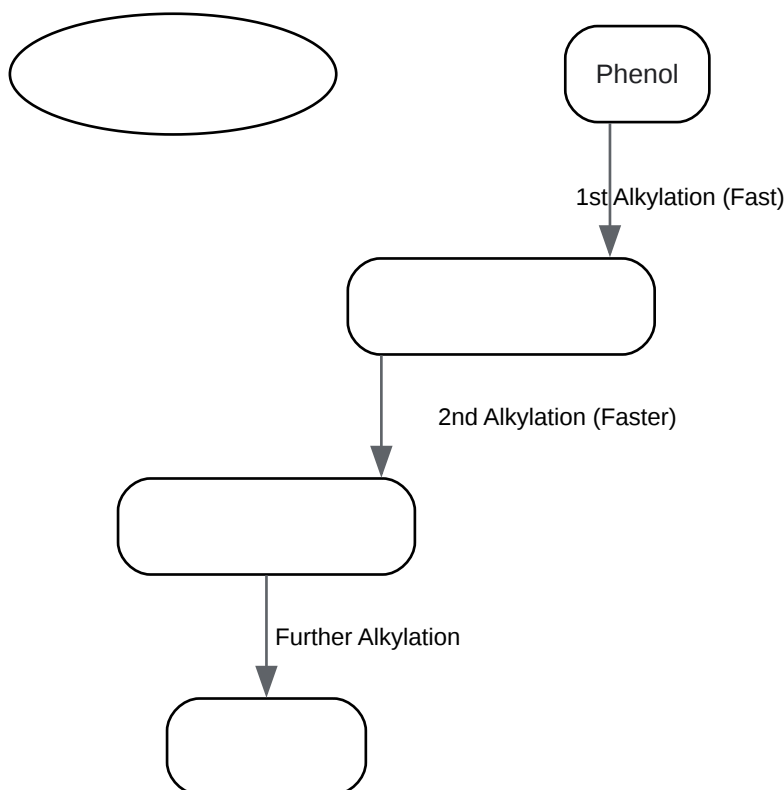 Phenol
1st Alkylation (Fast)
2nd Alkylation (Faster)
Further Alkylation